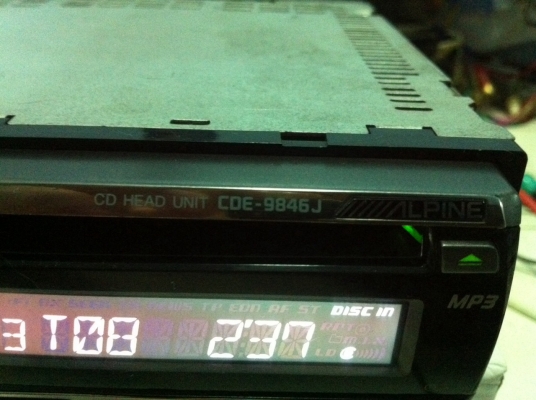 CD HEAD UNIT CDE-9846J ALPINE
MP3
TP EON AF ST DISC IN
3 T08 2'37